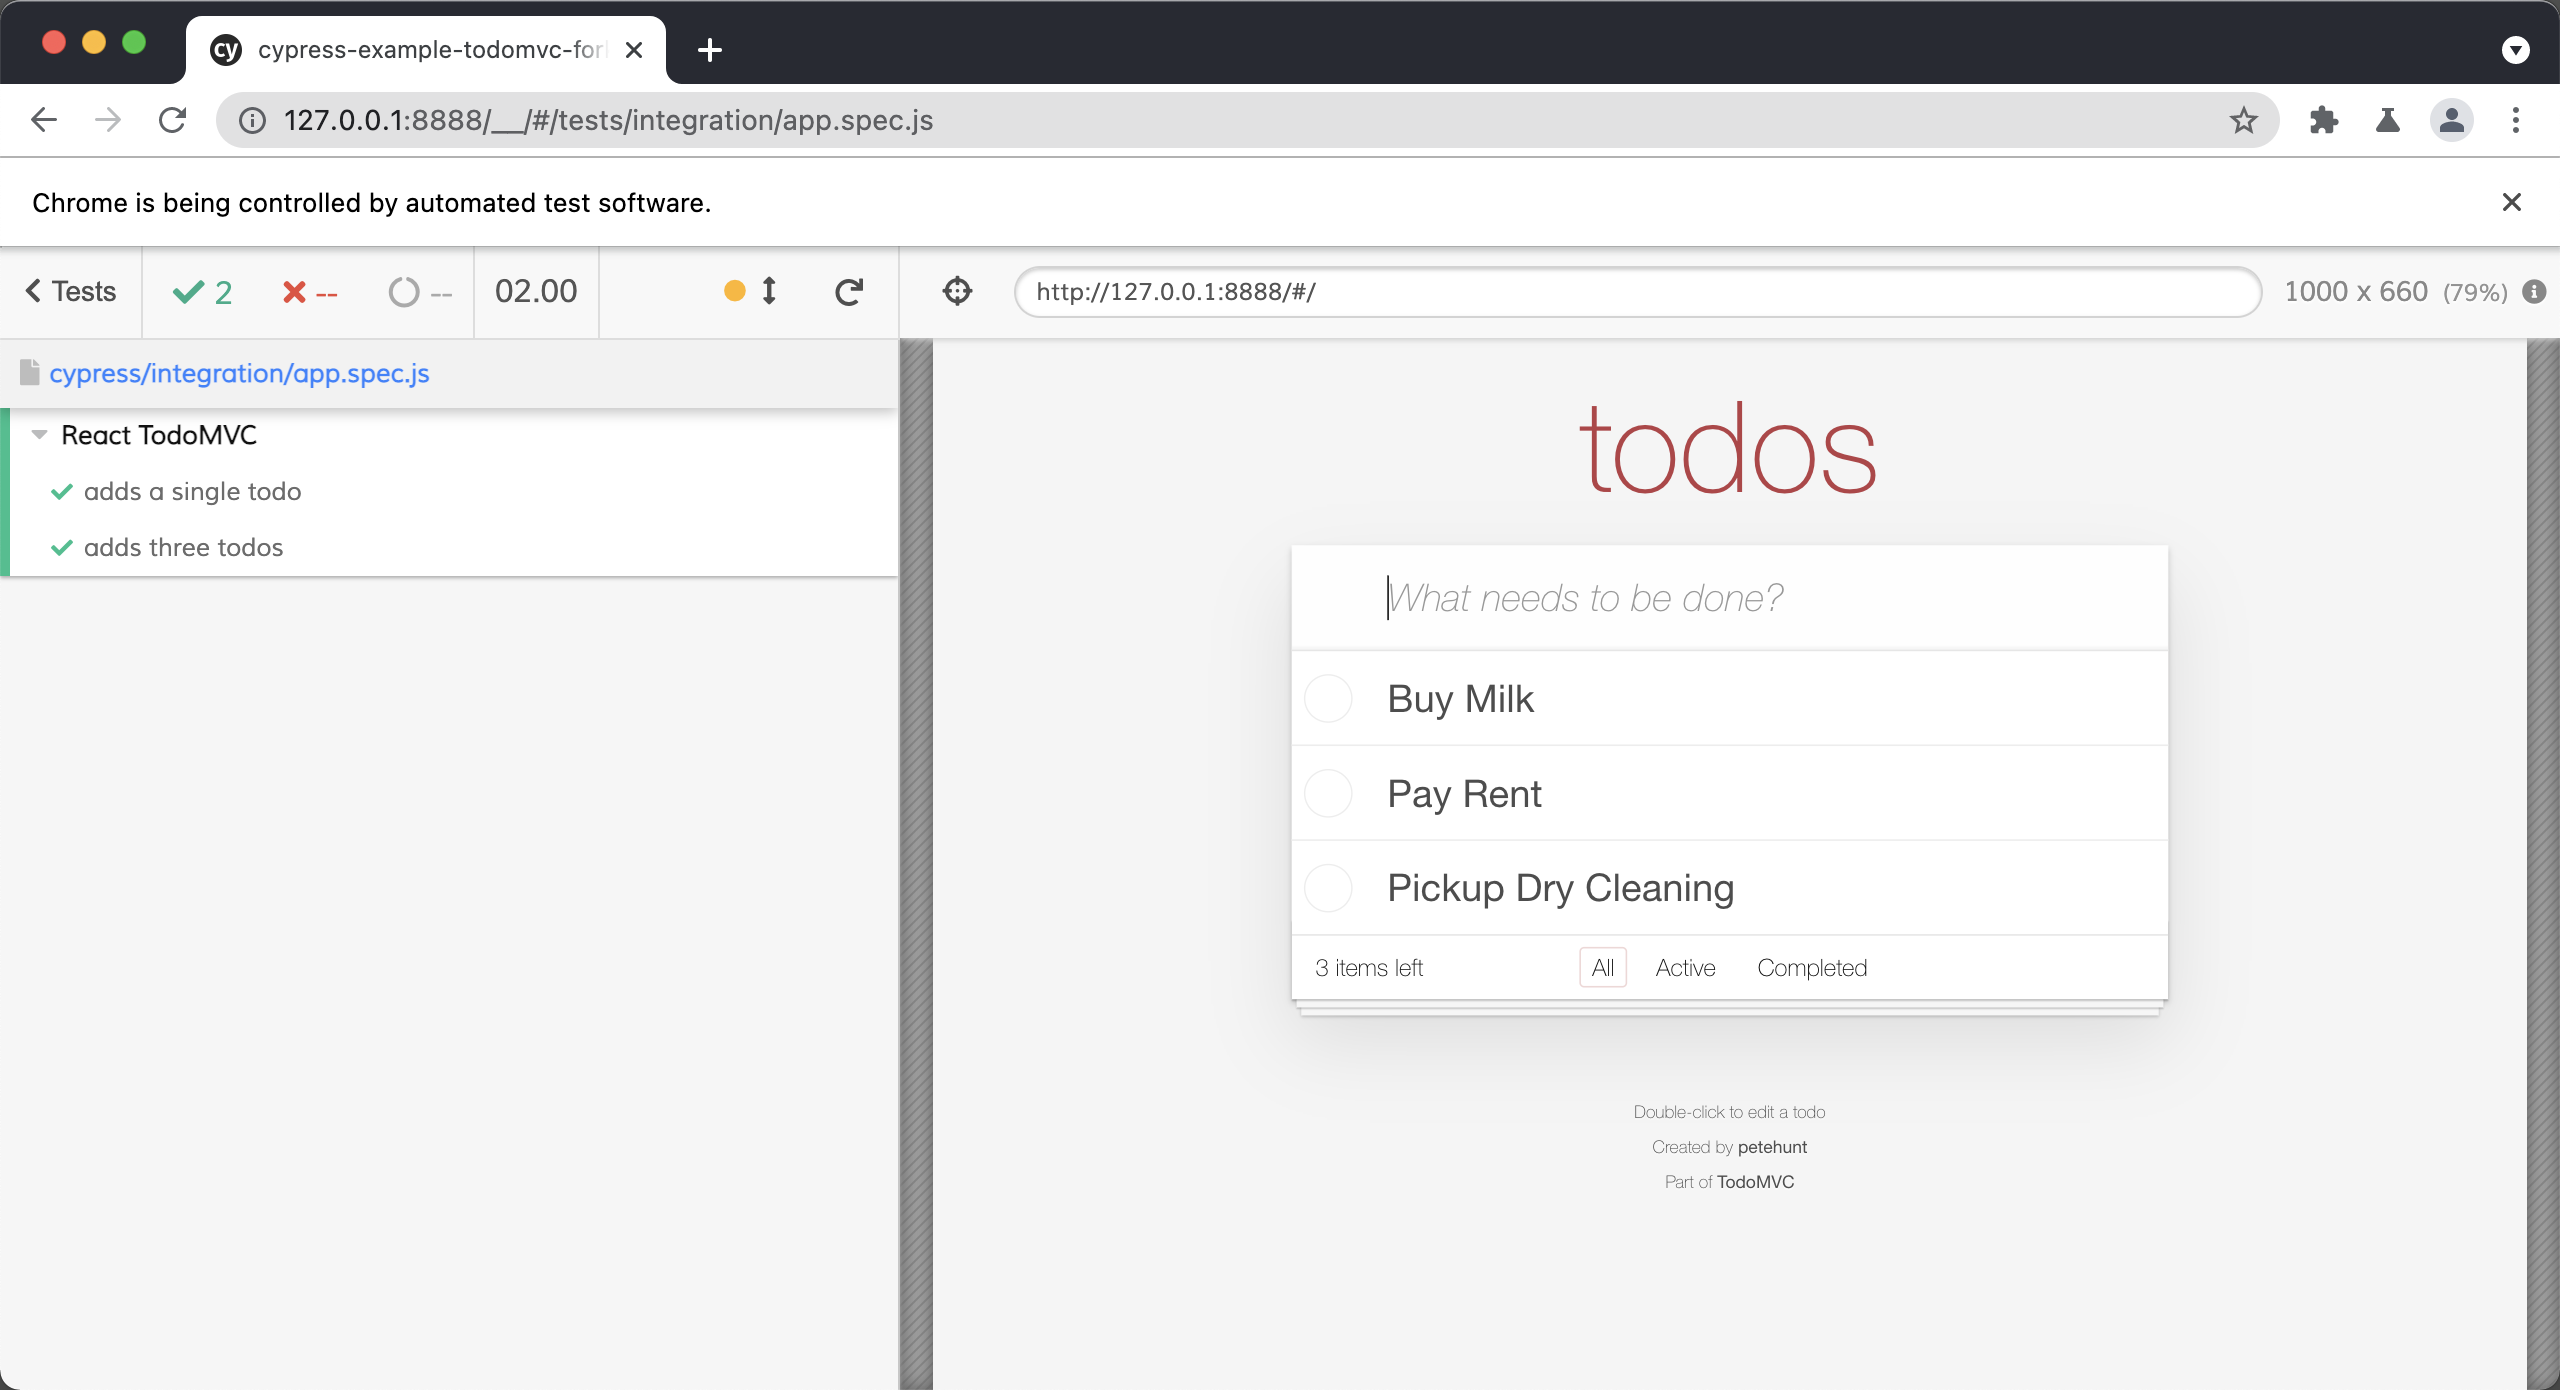 cypress-example-todomvc-for
127.0.0.1:8888/__/#/tests/integration/app.spec.js
Chrome is being controlled by automated test software.
Tests 2 -- -- 02.00
http://127.0.0.1:8888/#/ 1000 x 660 (79%)
cypress/integration/app.spec.js
React TodoMVC
adds a single todo
adds three todos
todos
What needs to be done?
Buy Milk
Pay Rent
Pickup Dry Cleaning
3 items left All Active Completed
Double-click to edit a todo
Created by petehunt
Part of TodoMVC